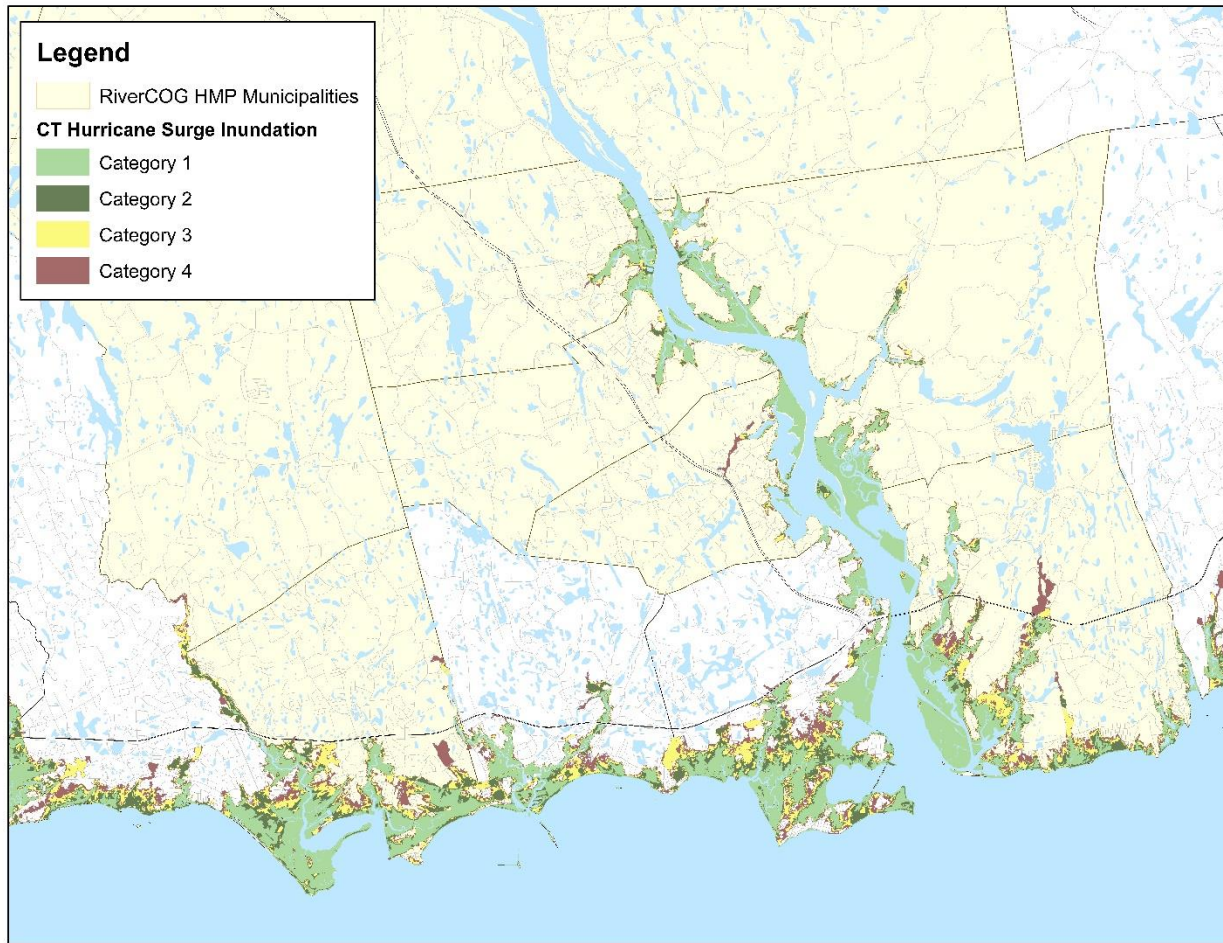 Legend
RiverCOG HMP Municipalities
CT Hurricane Surge Inundation
Category 1
Category 2
Category 3
Category 4